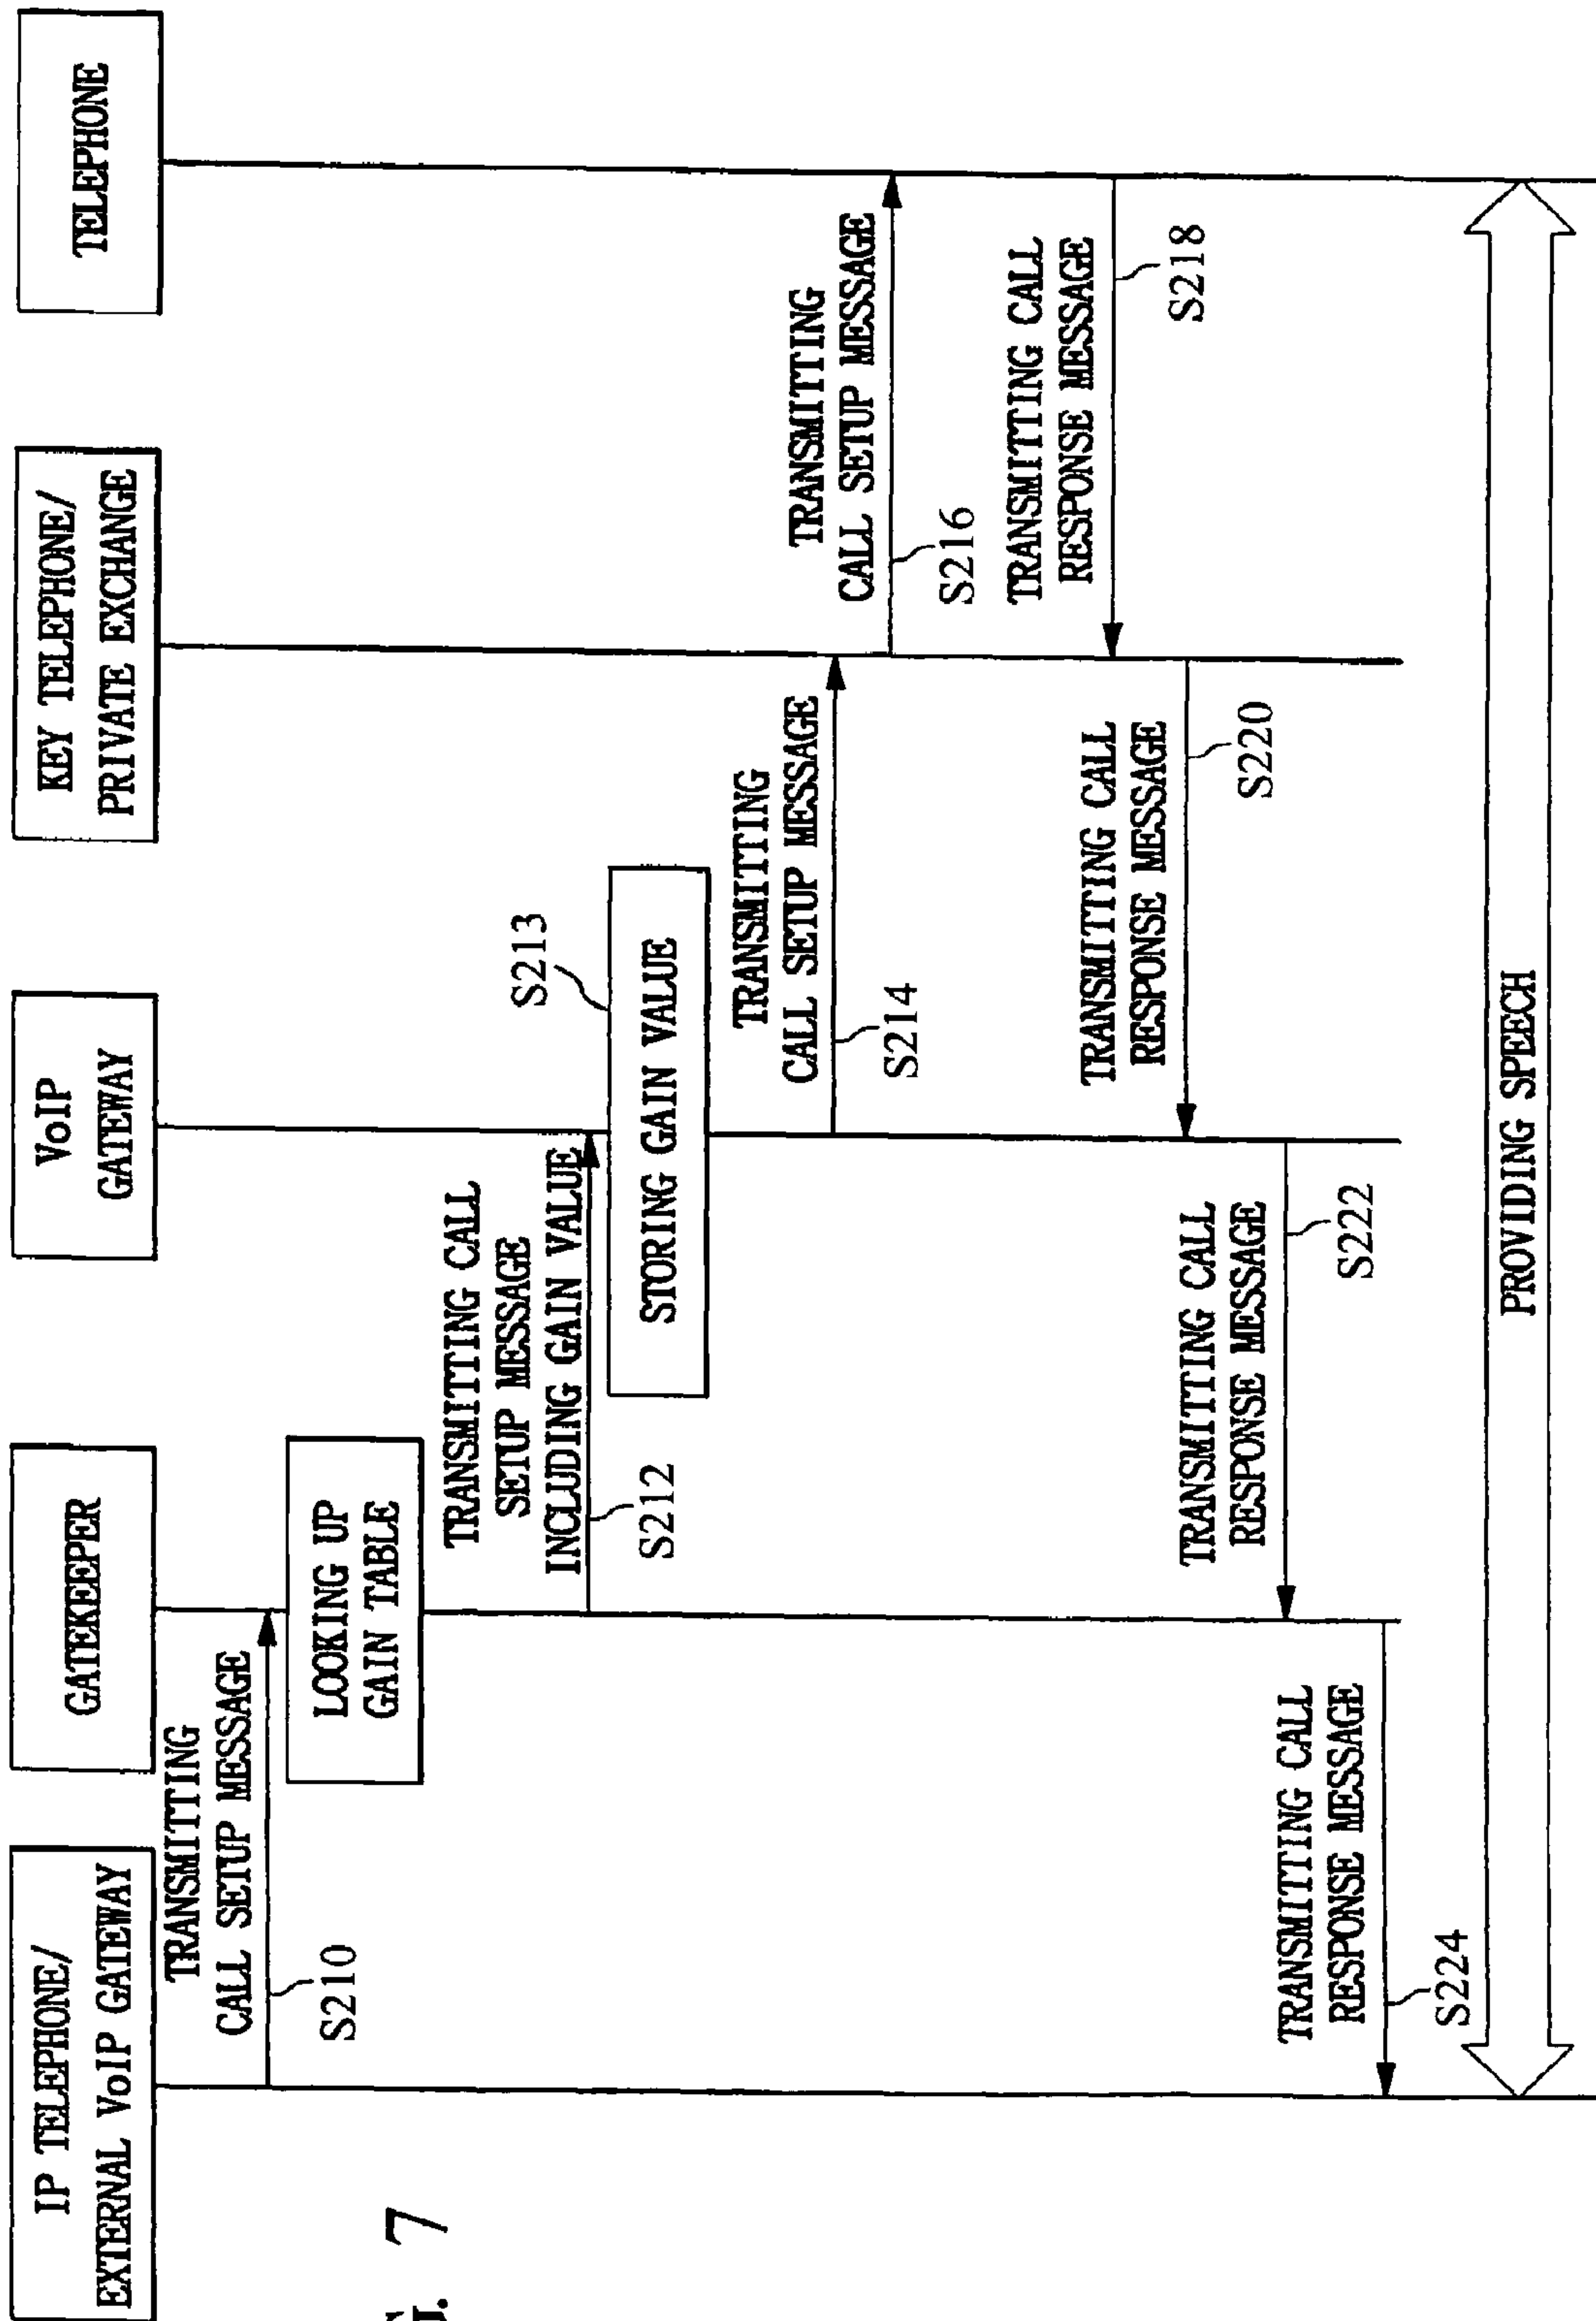 IP TELEPHONE/
EXTERNAL VoIP GATEWAY
GATEKEEPER
VoIP
GATEWAY
KEY TELEPHONE/
PRIVATE EXCHANGE
TELEPHONE
TRANSMITTING
CALL SETUP MESSAGE
S210
LOOKING UP
GAIN TABLE
TRANSMITTING CALL
SETUP MESSAGE
INCLUDING GAIN VALUE
S212
S213
STORING GAIN VALUE
TRANSMITTING
CALL SETUP MESSAGE
S214
TRANSMITTING
CALL SETUP MESSAGE
S216
TRANSMITTING CALL
RESPONSE MESSAGE
S218
TRANSMITTING CALL
RESPONSE MESSAGE
S220
TRANSMITTING CALL
RESPONSE MESSAGE
S222
TRANSMITTING CALL
RESPONSE MESSAGE
S224
PROVIDING SPEECH
7